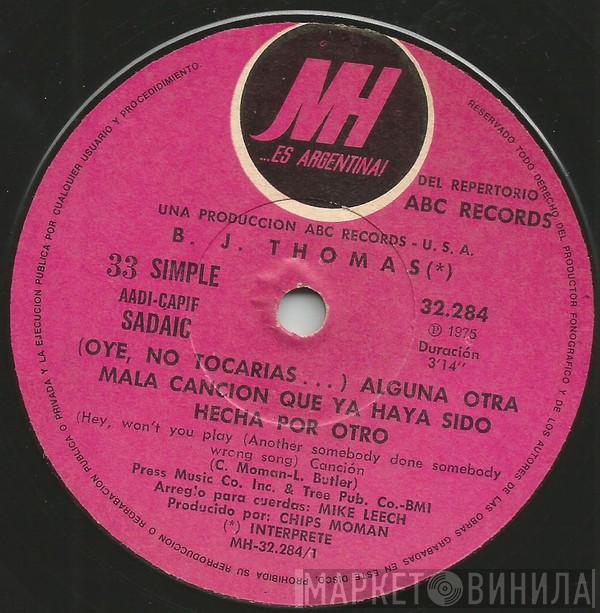 MH
...ES ARGENTINA!
DEL REPERTORIO
ABC RECORDS
UNA PRODUCCION ABC RECORDS - U. S. A.
B. J. THOMAS (*)
33 SIMPLE
AADI-CAPIF
SADAIC
32.284
℗ 1975
Duración
3'14"
(OYE, NO TOCARIAS...) ALGUNA OTRA
MALA CANCION QUE YA HAYA SIDO
HECHA POR OTRO
(Hey, won't you play (Another somebody done somebody
wrong song) Canción
(C. Moman-L. Butler)
Press Music Co. Inc. & Tree Pub. Co.-BMI
Arreglo para cuerdas: MIKE LEECH
Producido por: CHIPS MOMAN
(*) INTERPRETE
MH-32.284/1
RESERVADO TODO DERECHO DEL PRODUCTOR FONOGRAFICO Y DE LOS AUTORES DE LAS OBRAS GRABADAS EN ESTE DISCO, PROHIBIDA SU REPRODUCCION O REGRABACION PUBLICA O PRIVADA Y LA EJECUCION PUBLICA POR CUALQUIER USUARIO Y PROCEDIMIENTO.
МАРКЕТ ВИНИЛА